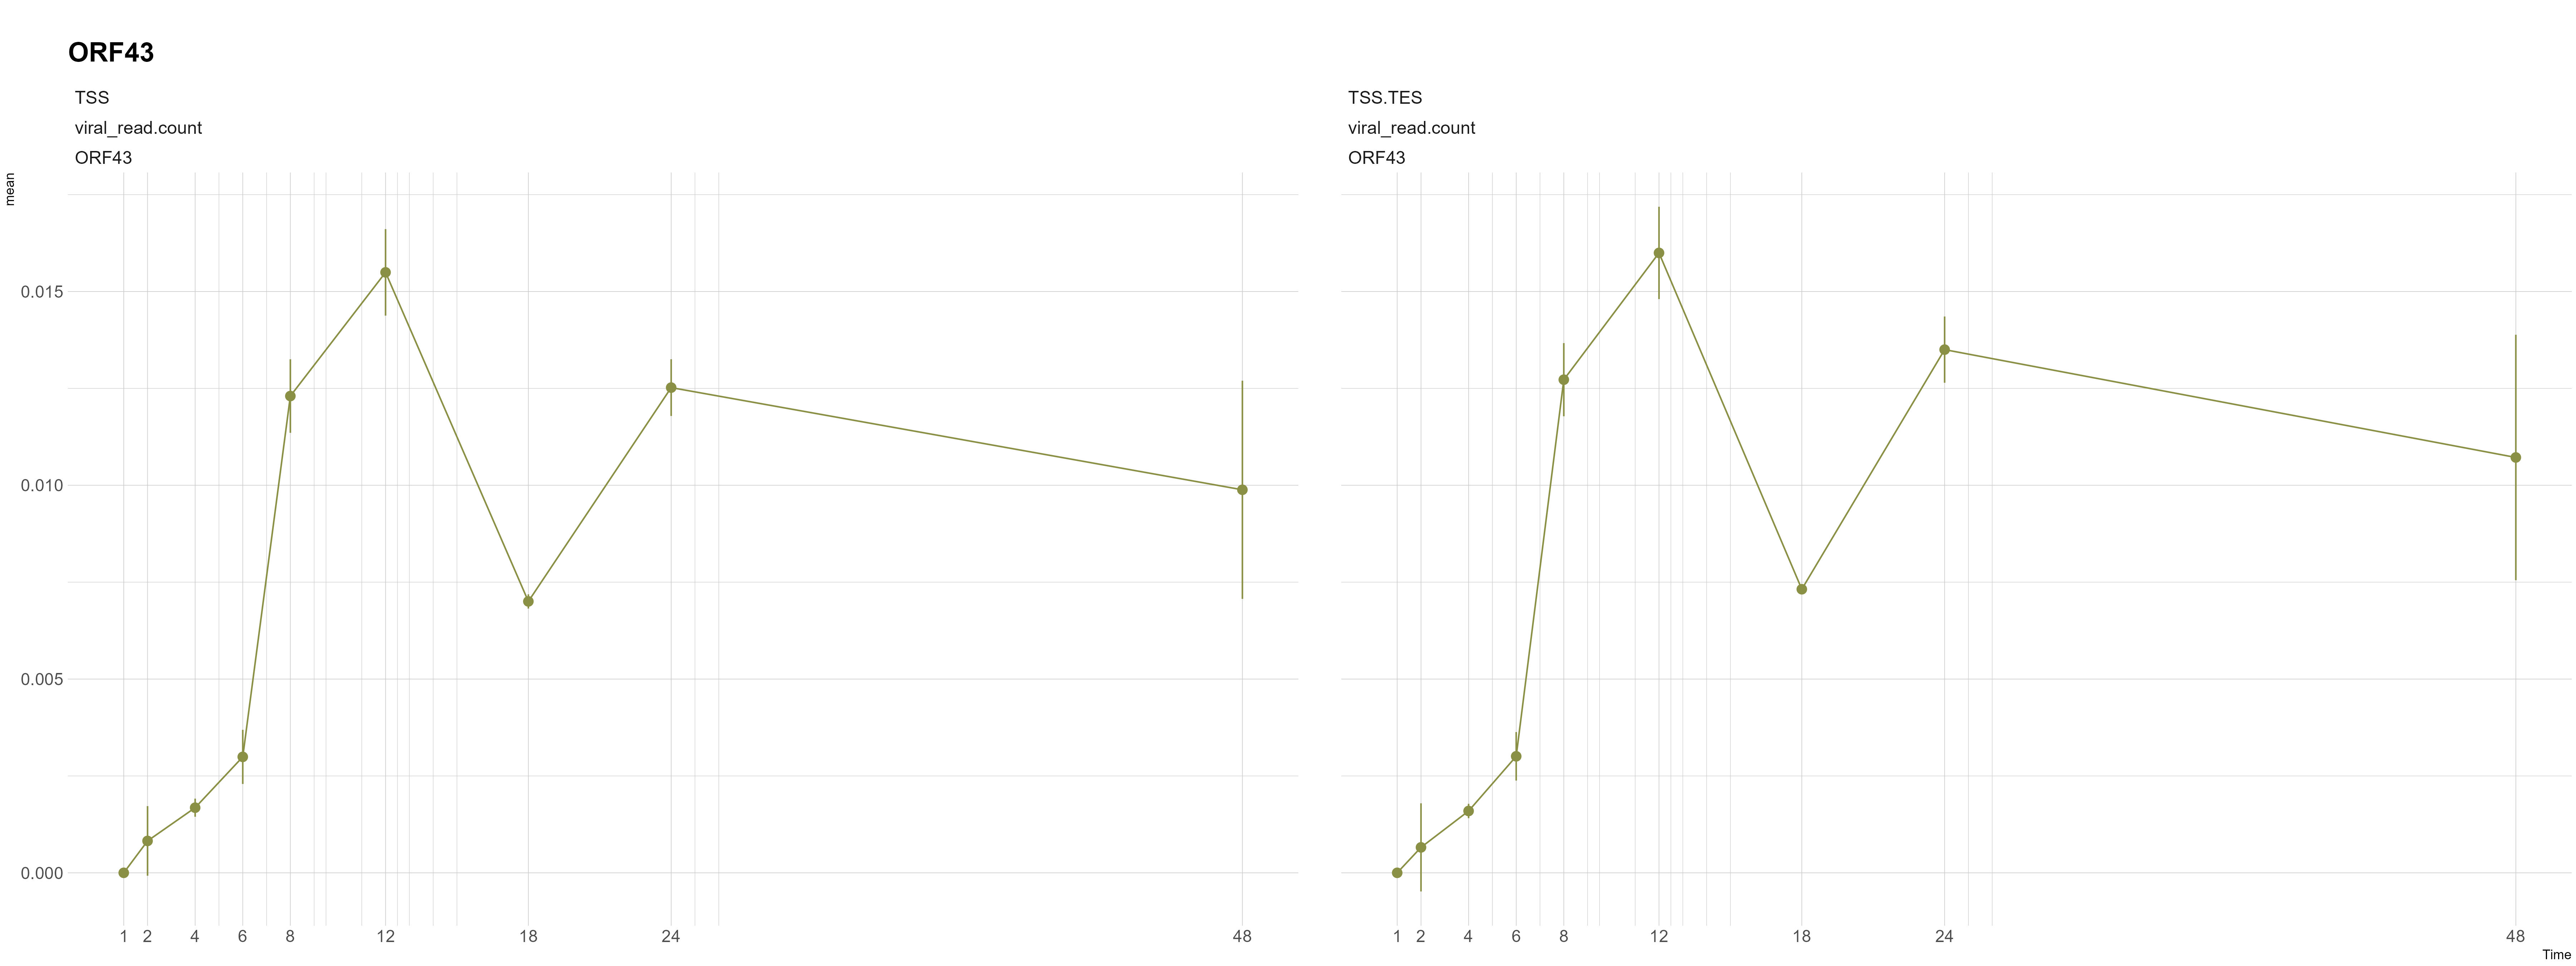 ORF43
TSS
viral_read.count
ORF43
TSS.TES
viral_read.count
ORF43
mean
0.015
0.010
0.005
0.000
1 2 4 6 8 12 18 24 48
1 2 4 6 8 12 18 24 48
Time